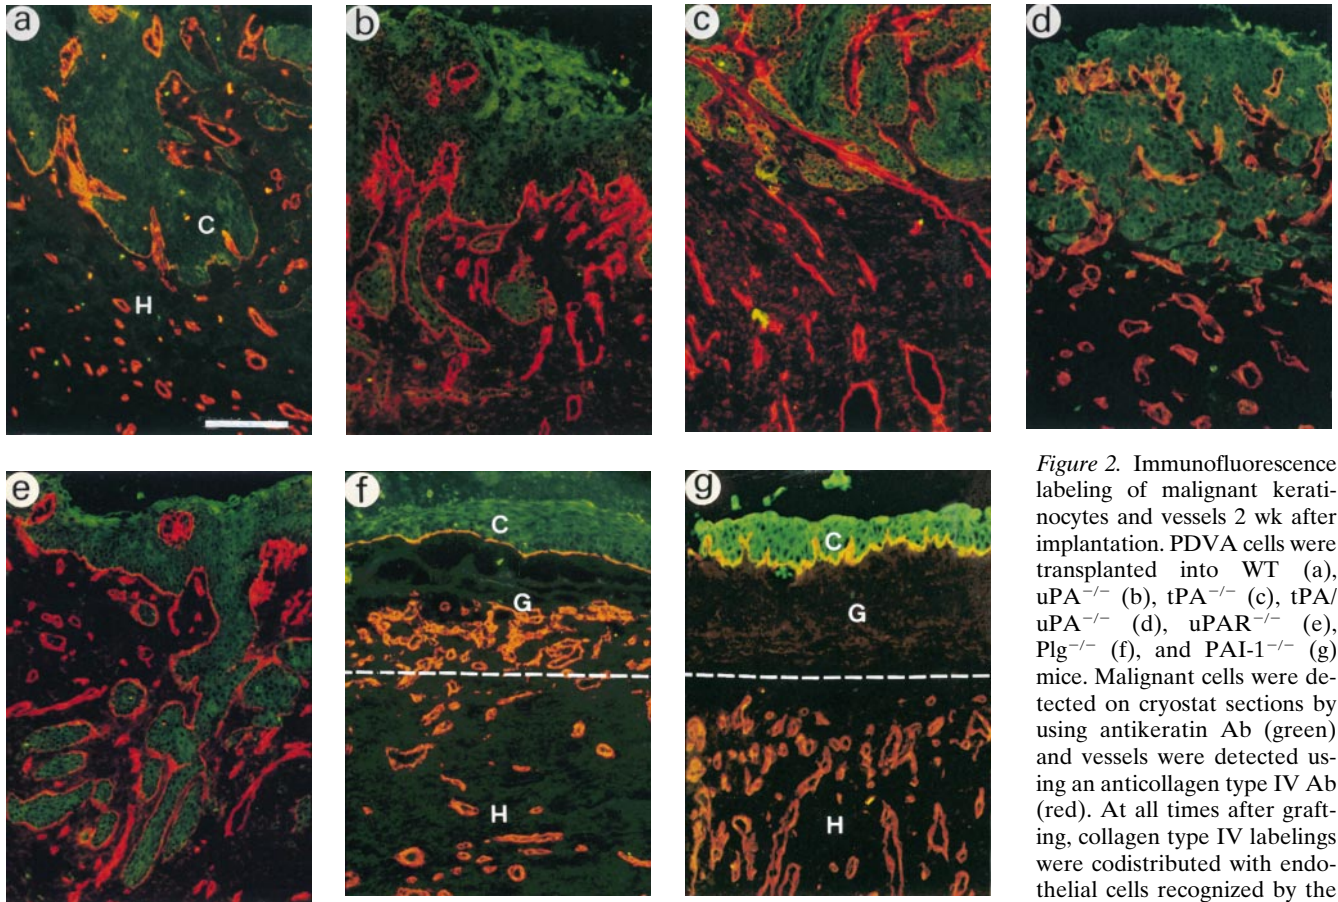 a
b
c
d
C
H
e
f
g
C
G
H
C
G
H
Figure 2. Immunofluorescence
labeling of malignant kerati-
nocytes and vessels 2 wk after
implantation. PDVA cells were
transplanted into WT (a),
uPA−/− (b), tPA−/− (c), tPA/
uPA−/− (d), uPAR−/− (e),
Plg−/− (f), and PAI-1−/− (g)
mice. Malignant cells were de-
tected on cryostat sections by
using antikeratin Ab (green)
and vessels were detected us-
ing an anticollagen type IV Ab
(red). At all times after graft-
ing, collagen type IV labelings
were codistributed with endo-
thelial cells recognized by the